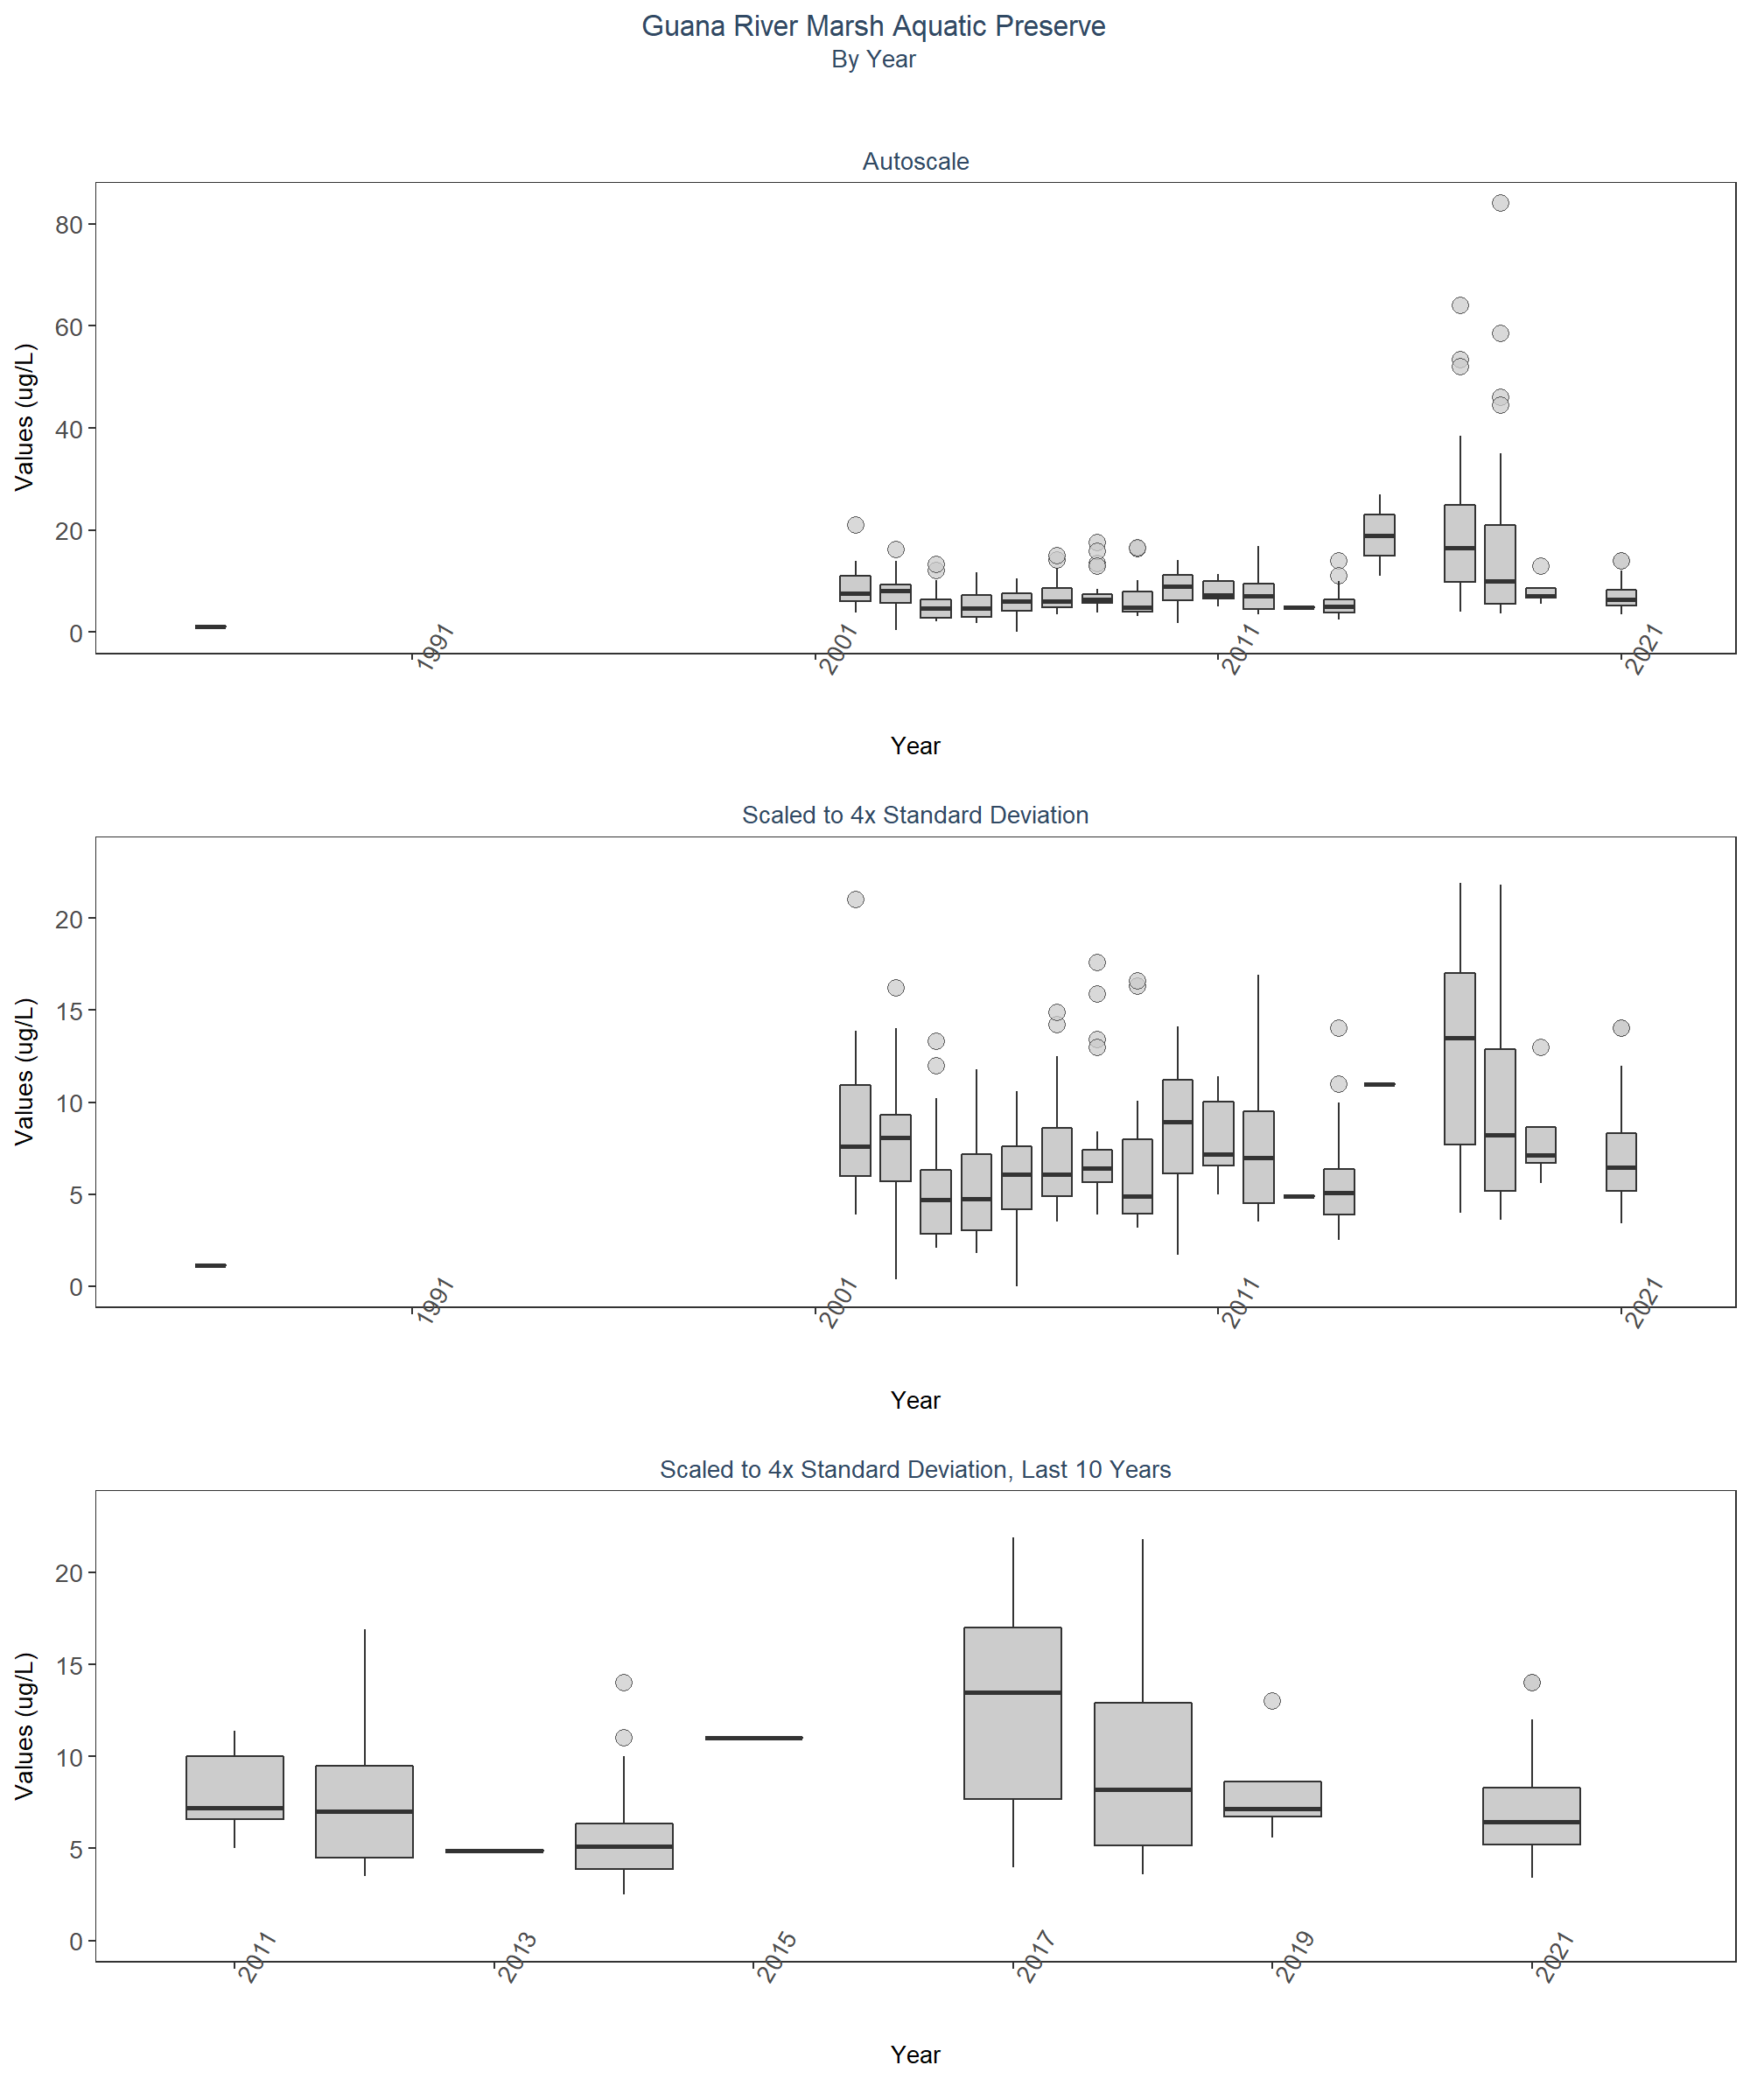 Guana River Marsh Aquatic Preserve
By Year
Autoscale
Values (ug/L)
80
60
40
20
0
1991
2001
2011
2021
Year
Scaled to 4x Standard Deviation
Values (ug/L)
20
15
10
5
0
1991
2001
2011
2021
Year
Scaled to 4x Standard Deviation, Last 10 Years
Values (ug/L)
20
15
10
5
0
2011
2013
2015
2017
2019
2021
Year